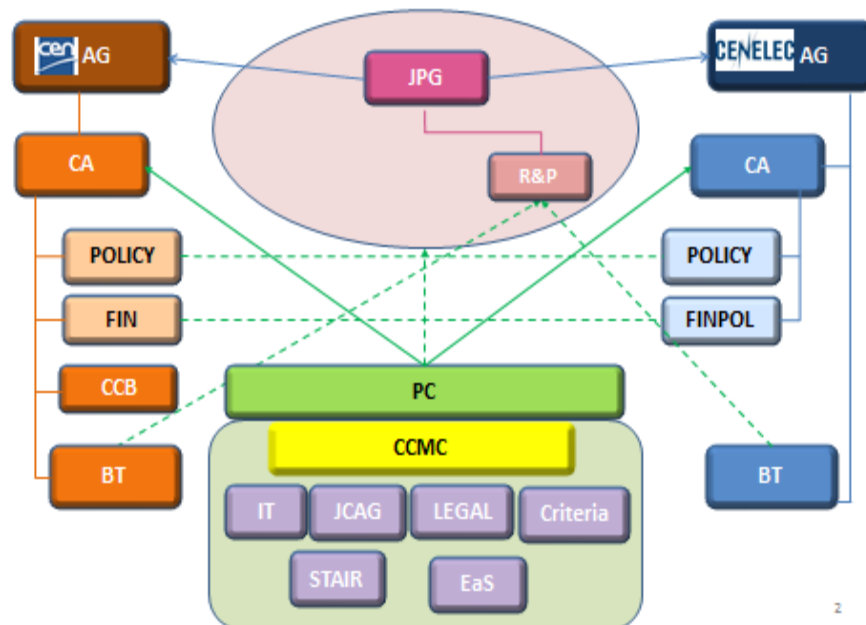 cen AG
CENELEC AG
JPG
CA
CA
R&P
POLICY
POLICY
FIN
FINPOL
CCB
PC
CCMC
BT
BT
IT
JCAG
LEGAL
Criteria
STAIR
EaS
2